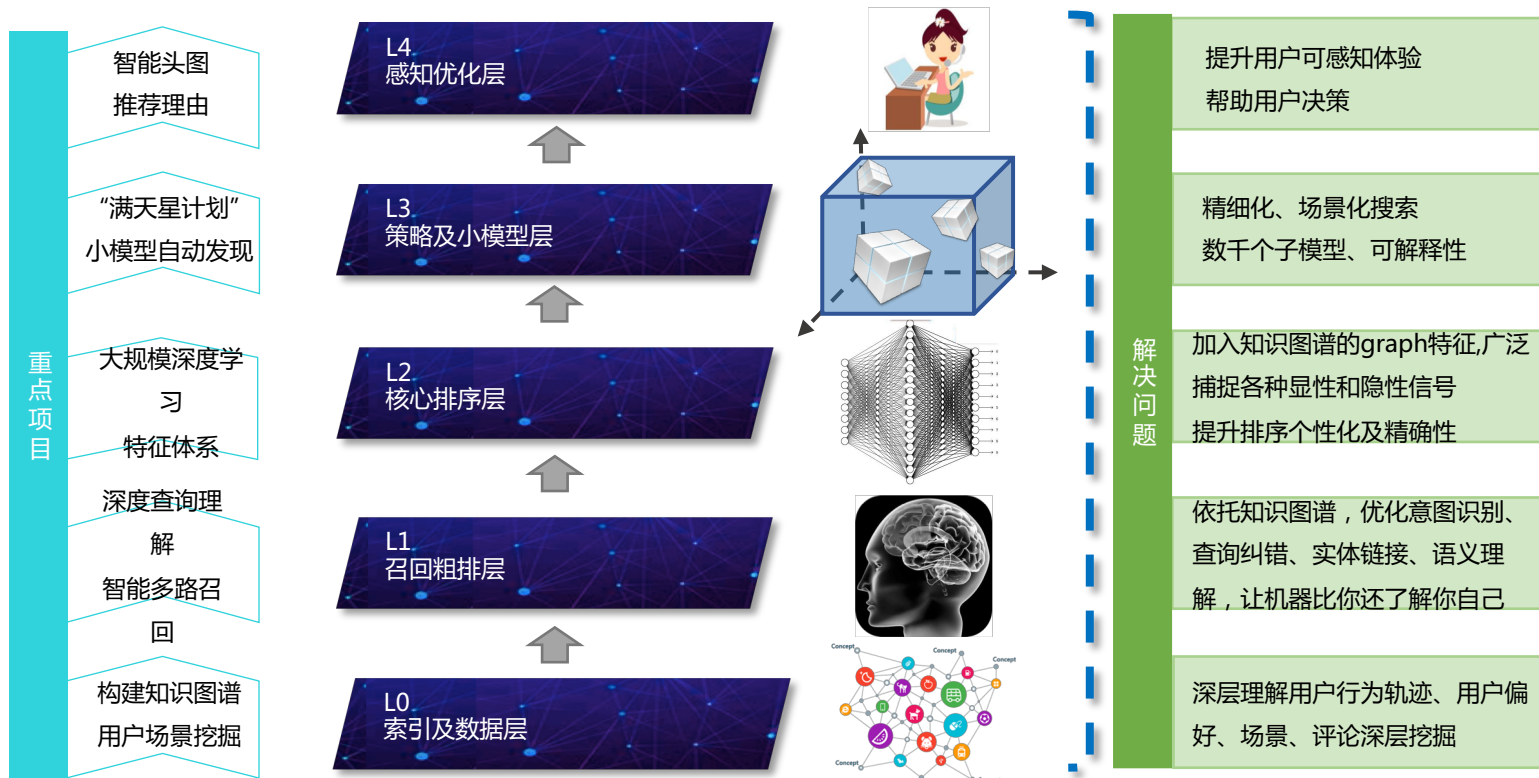 重点项目
智能头图
推荐理由
“满天星计划”
小模型自动发现
大规模深度学
习
特征体系
深度查询理
解
智能多路召
回
构建知识图谱
用户场景挖掘
L4
感知优化层
L3
策略及小模型层
L2
核心排序层
L1
召回粗排层
L0
索引及数据层
Concept
Concept
Concept
Concept
解决问题
提升用户可感知体验
帮助用户决策
精细化、场景化搜索
数千个子模型、可解释性
加入知识图谱的graph特征,广泛
捕捉各种显性和隐性信号
提升排序个性化及精确性
依托知识图谱，优化意图识别、
查询纠错、实体链接、语义理
解，让机器比你还了解你自己
深层理解用户行为轨迹、用户偏
好、场景、评论深层挖掘